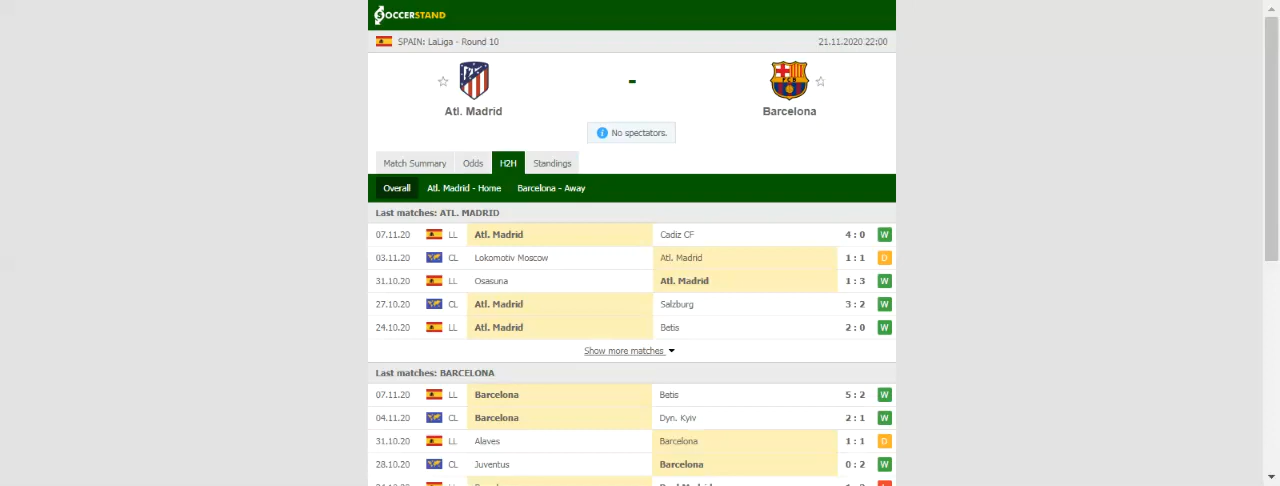 SOCCERSTAND
SPAIN: LaLiga - Round 10 21.11.2020 22:00
-
Atl. Madrid Barcelona
No spectators.
Match Summary Odds H2H Standings
Overall Atl. Madrid - Home Barcelona - Away
Last matches: ATL. MADRID
07.11.20 LL Atl. Madrid Cadiz CF 4 : 0 W
03.11.20 CL Lokomotiv Moscow Atl. Madrid 1 : 1 D
31.10.20 LL Osasuna Atl. Madrid 1 : 3 W
27.10.20 CL Atl. Madrid Salzburg 3 : 2 W
24.10.20 LL Atl. Madrid Betis 2 : 0 W
Show more matches
Last matches: BARCELONA
07.11.20 LL Barcelona Betis 5 : 2 W
04.11.20 CL Barcelona Dyn. Kyiv 2 : 1 W
31.10.20 LL Alaves Barcelona 1 : 1 D
28.10.20 CL Juventus Barcelona 0 : 2 W